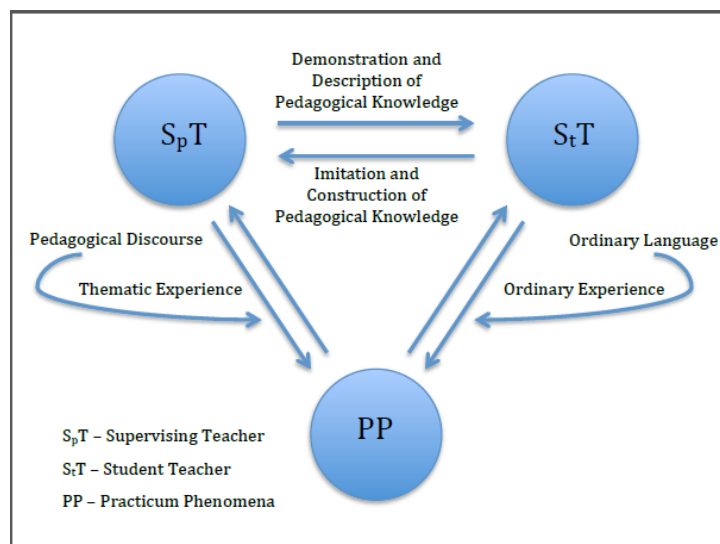 Demonstration and
Description of
Pedagogical Knowledge
SpT
StT
Imitation and
Construction of
Pedagogical Knowledge
Pedagogical Discourse
Ordinary Language
Thematic Experience
Ordinary Experience
PP
SpT – Supervising Teacher
StT – Student Teacher
PP – Practicum Phenomena